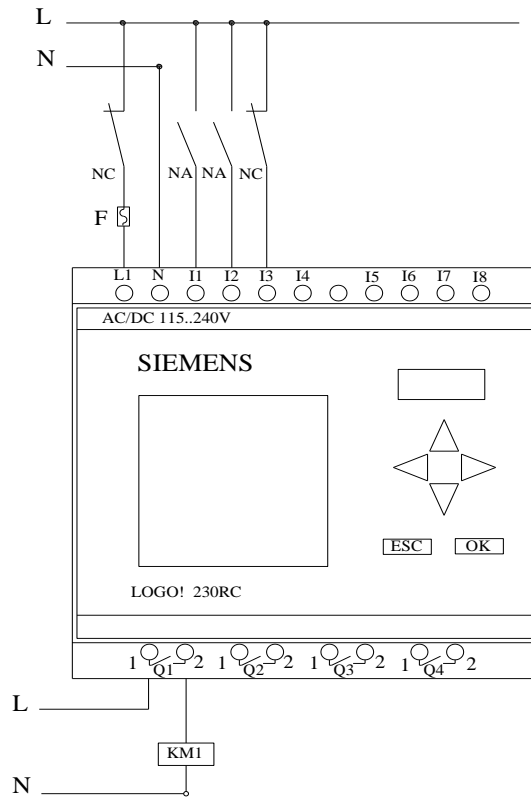 L
N
NC NA NA NC
F
L1 N I1 I2 I3 I4 I5 I6 I7 I8
AC/DC 115..240V
SIEMENS
ESC OK
LOGO! 230RC
1 Q1 2 1 Q2 2 1 Q3 2 1 Q4 2
L
KM1
N